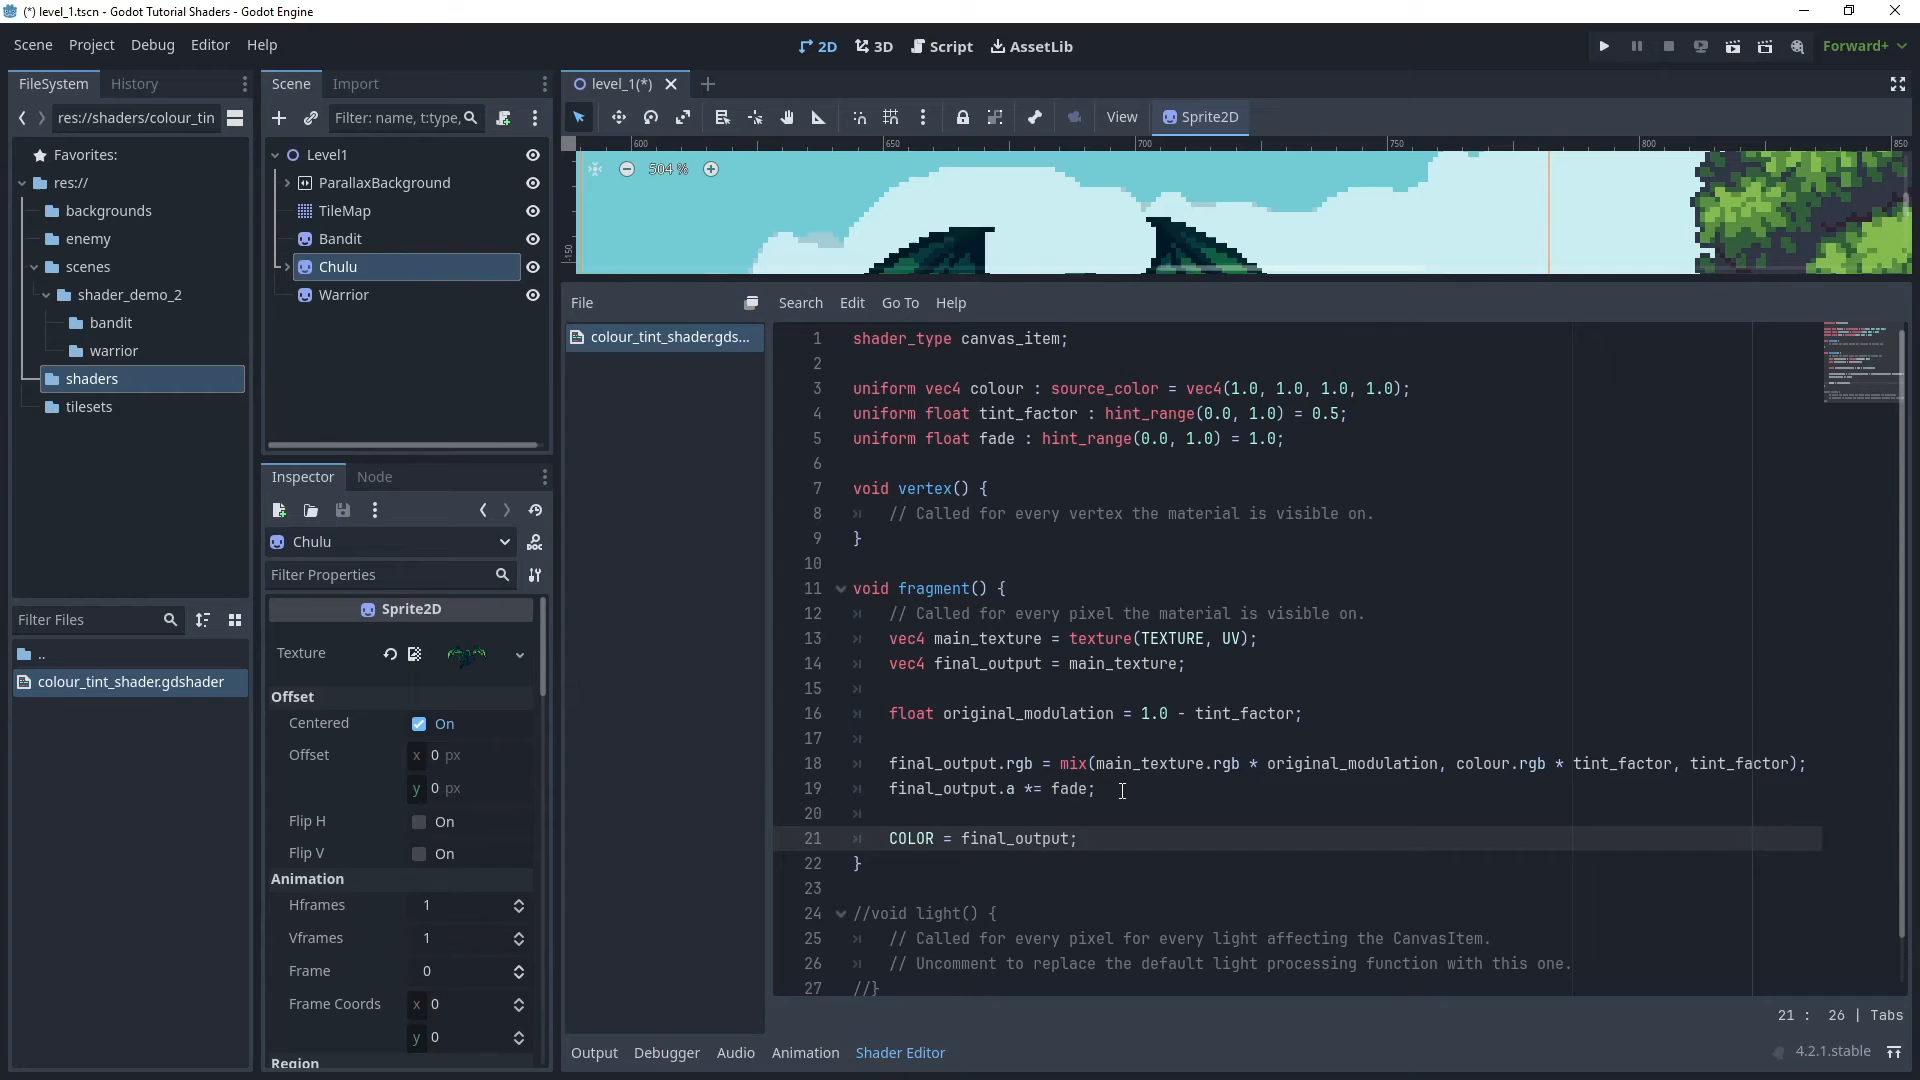 (*) level_1.tscn - Godot Tutorial Shaders - Godot Engine
Scene Project Debug Editor Help
2D 3D Script AssetLib
Forward+
FileSystem History
res://shaders/colour_tin
Favorites:
res://
backgrounds
enemy
scenes
shader_demo_2
bandit
warrior
shaders
tilesets
Filter Files
..
colour_tint_shader.gdshader
Scene Import
Filter: name, t:type,
Level1
ParallaxBackground
TileMap
Bandit
Chulu
Warrior
Inspector Node
Chulu
Filter Properties
Sprite2D
Texture
Offset
Centered On
Offset x 0 px
y 0 px
Flip H On
Flip V On
Animation
Hframes 1
Vframes 1
Frame 0
Frame Coords x 0
y 0
Region
level_1(*)
View Sprite2D
600 650 700 750 800 850
-150
504 %
File Search Edit Go To Help
colour_tint_shader.gds...
1 shader_type canvas_item;
2
3 uniform vec4 colour : source_color = vec4(1.0, 1.0, 1.0, 1.0);
4 uniform float tint_factor : hint_range(0.0, 1.0) = 0.5;
5 uniform float fade : hint_range(0.0, 1.0) = 1.0;
6
7 void vertex() {
8 // Called for every vertex the material is visible on.
9 }
10
11 void fragment() {
12 // Called for every pixel the material is visible on.
13 vec4 main_texture = texture(TEXTURE, UV);
14 vec4 final_output = main_texture;
15
16 float original_modulation = 1.0 - tint_factor;
17
18 final_output.rgb = mix(main_texture.rgb * original_modulation, colour.rgb * tint_factor, tint_factor);
19 final_output.a *= fade;
20
21 COLOR = final_output;
22 }
23
24 //void light() {
25 // Called for every pixel for every light affecting the CanvasItem.
26 // Uncomment to replace the default light processing function with this one.
27 //}
21 : 26 | Tabs
Output Debugger Audio Animation Shader Editor
4.2.1.stable